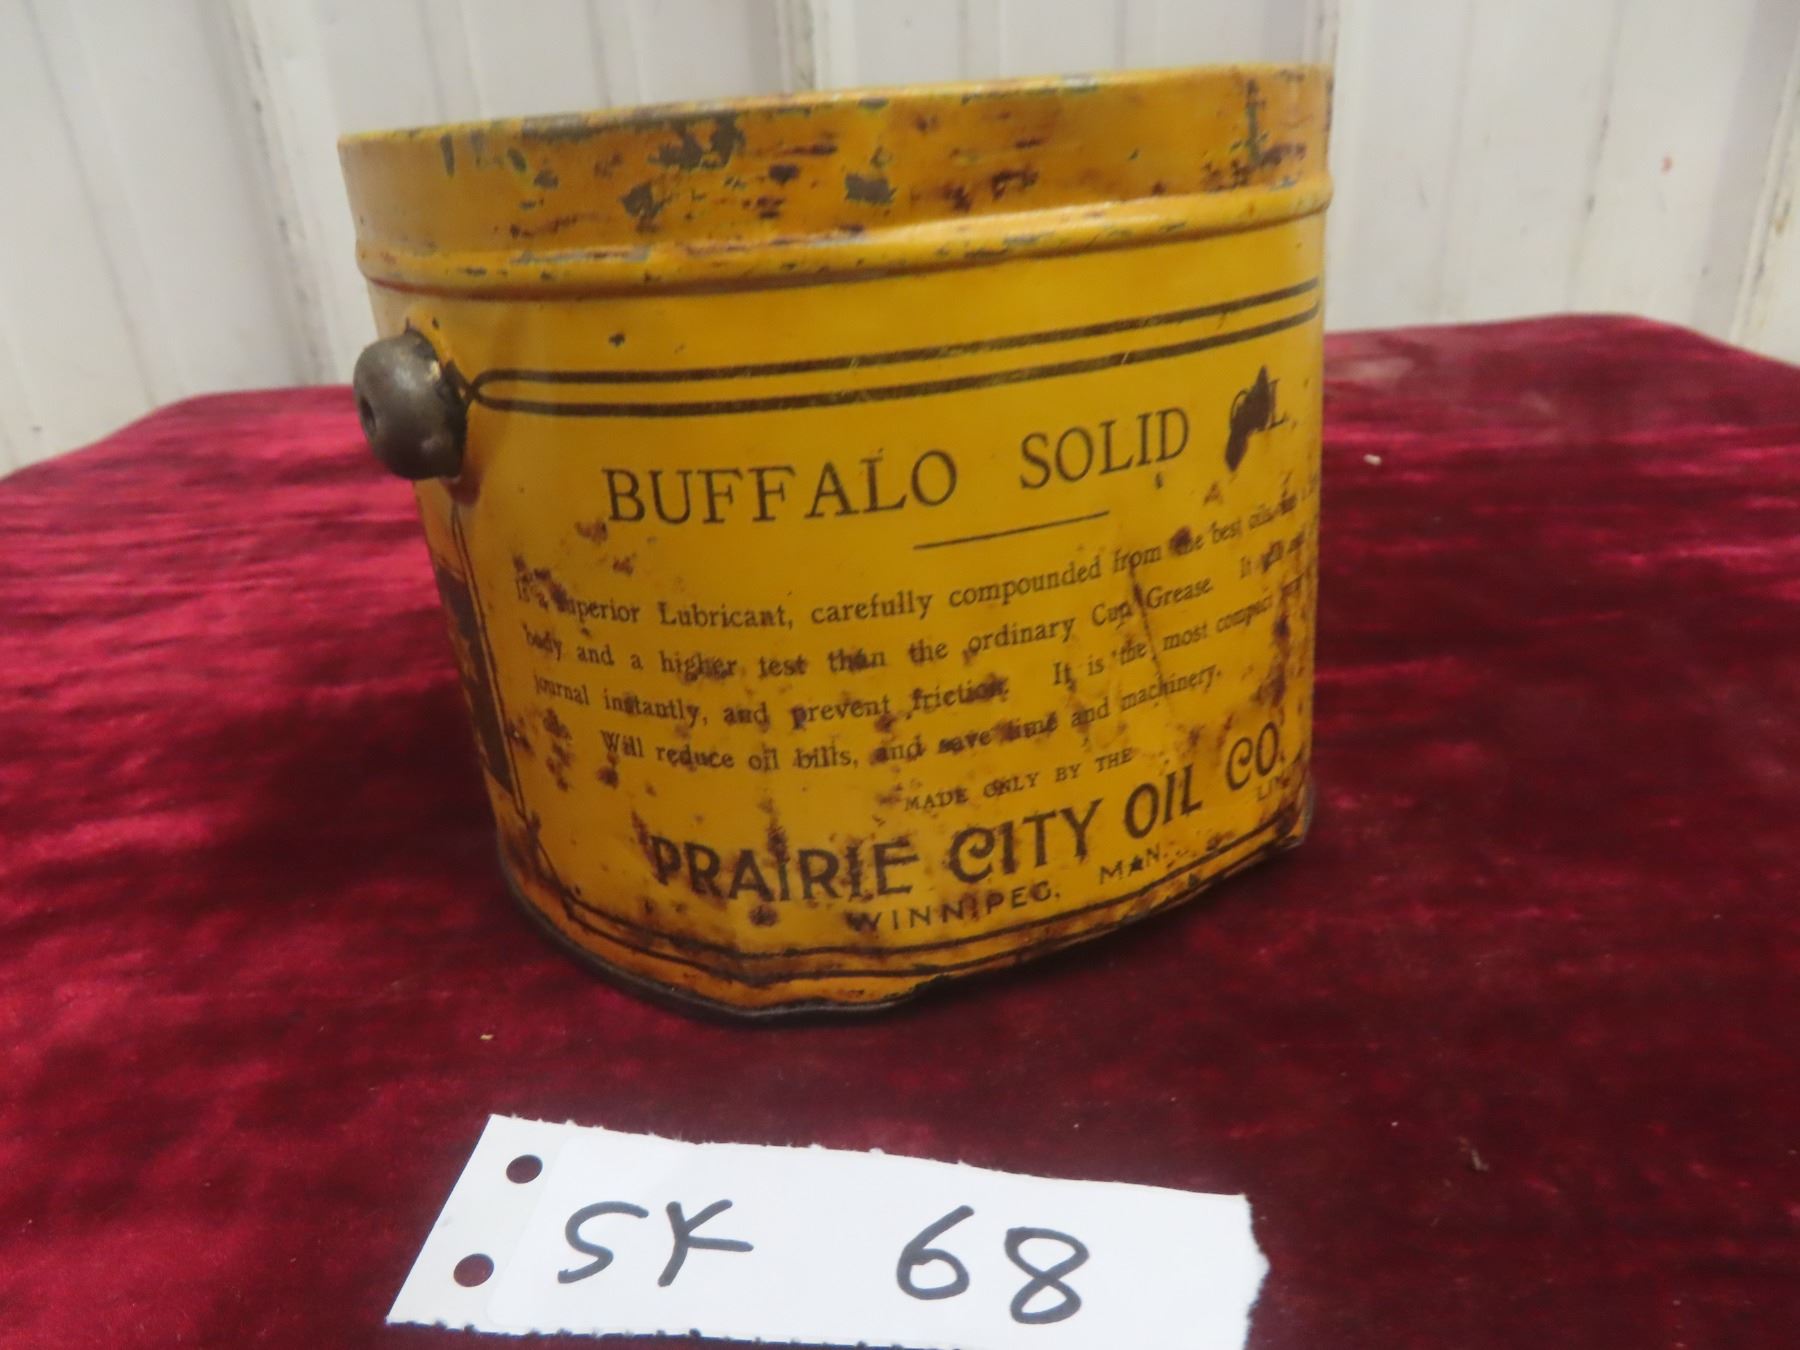 BUFFALO SOLID OIL
Is a Superior Lubricant, carefully compounded from the best oils,
body and a higher test than the ordinary Cup Grease. It
journal instantly, and prevent friction. It is the most compact
Will reduce oil bills, and save time and machinery.
MADE ONLY BY THE
PRAIRIE CITY OIL CO.
WINNIPEG, MAN.
SK 68